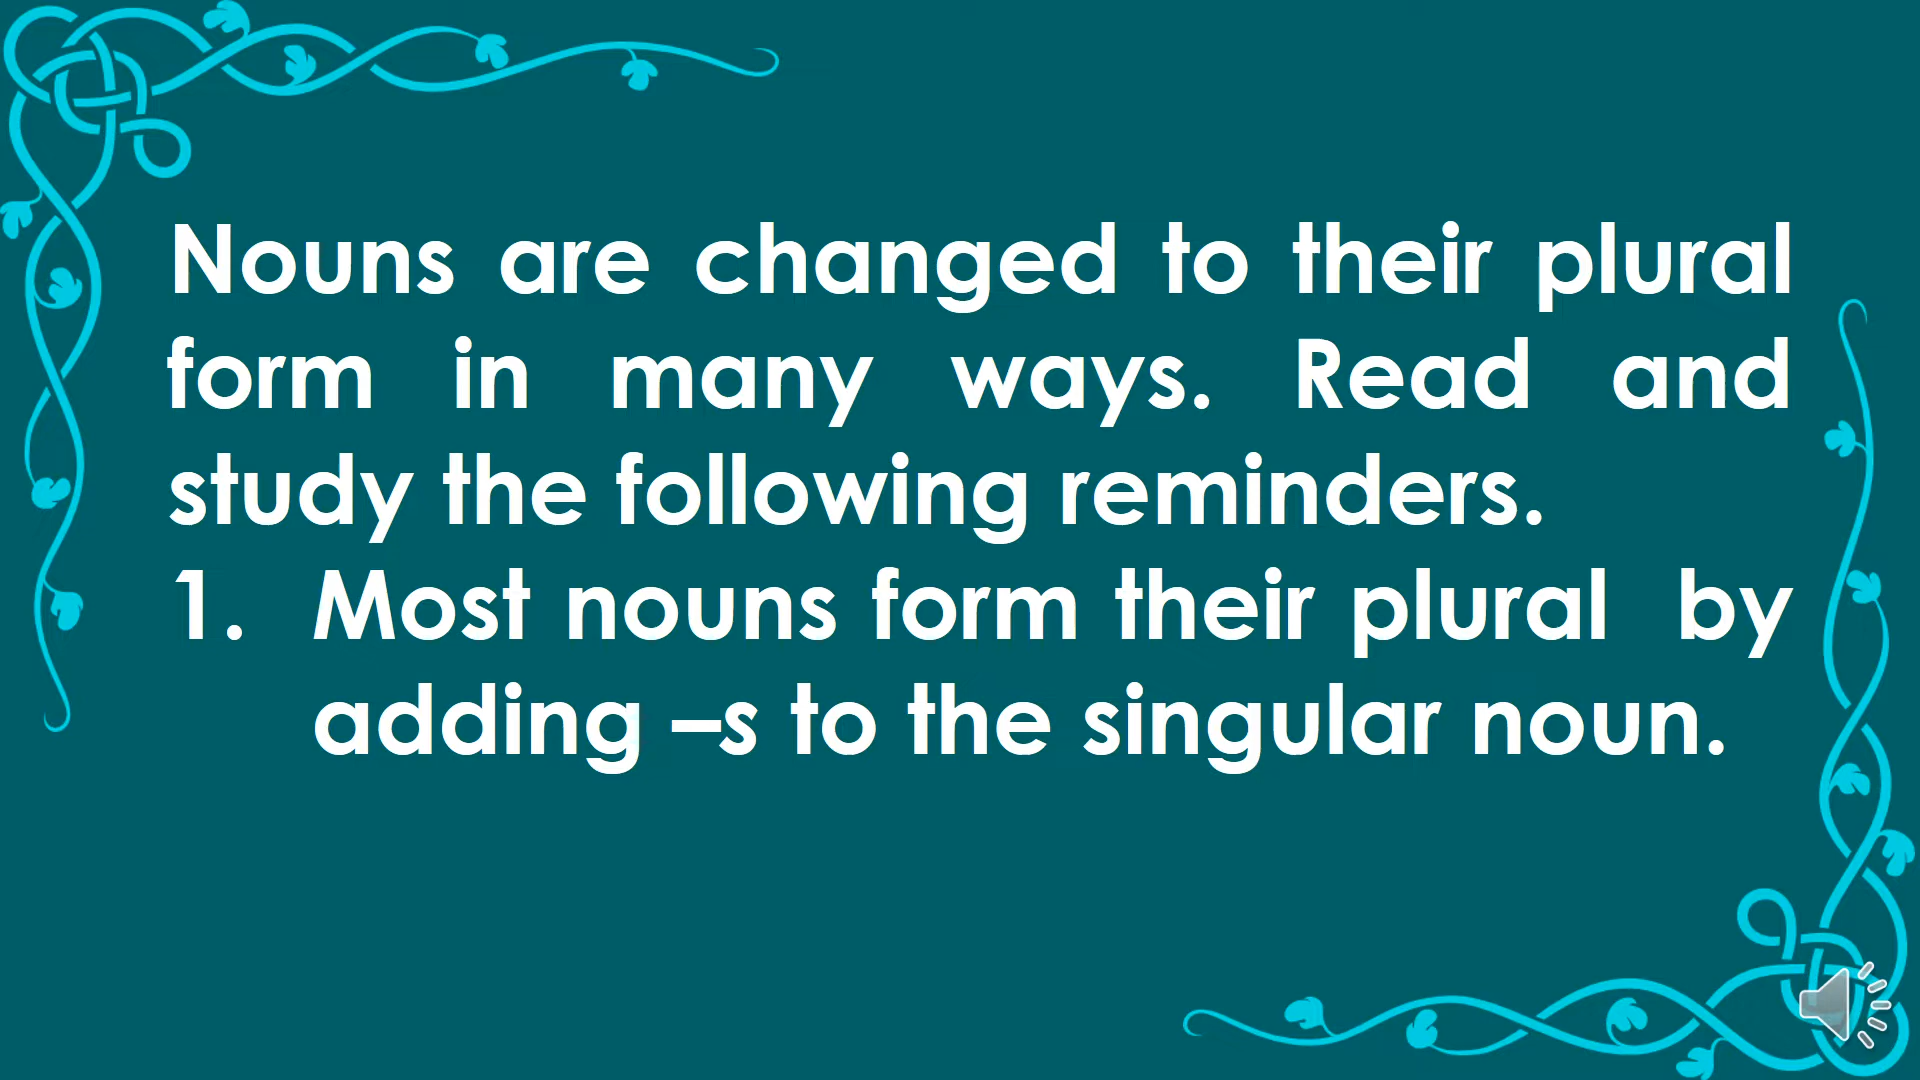 Nouns are changed to their plural
form in many ways. Read and
study the following reminders.
1. Most nouns form their plural by
adding –s to the singular noun.